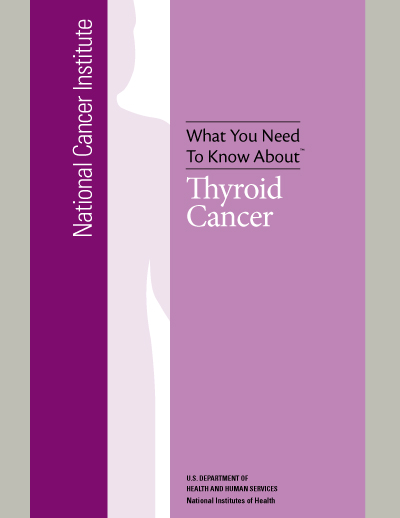 National Cancer Institute
What You Need
To Know About™
Thyroid
Cancer
U.S. DEPARTMENT OF
HEALTH AND HUMAN SERVICES
National Institutes of Health